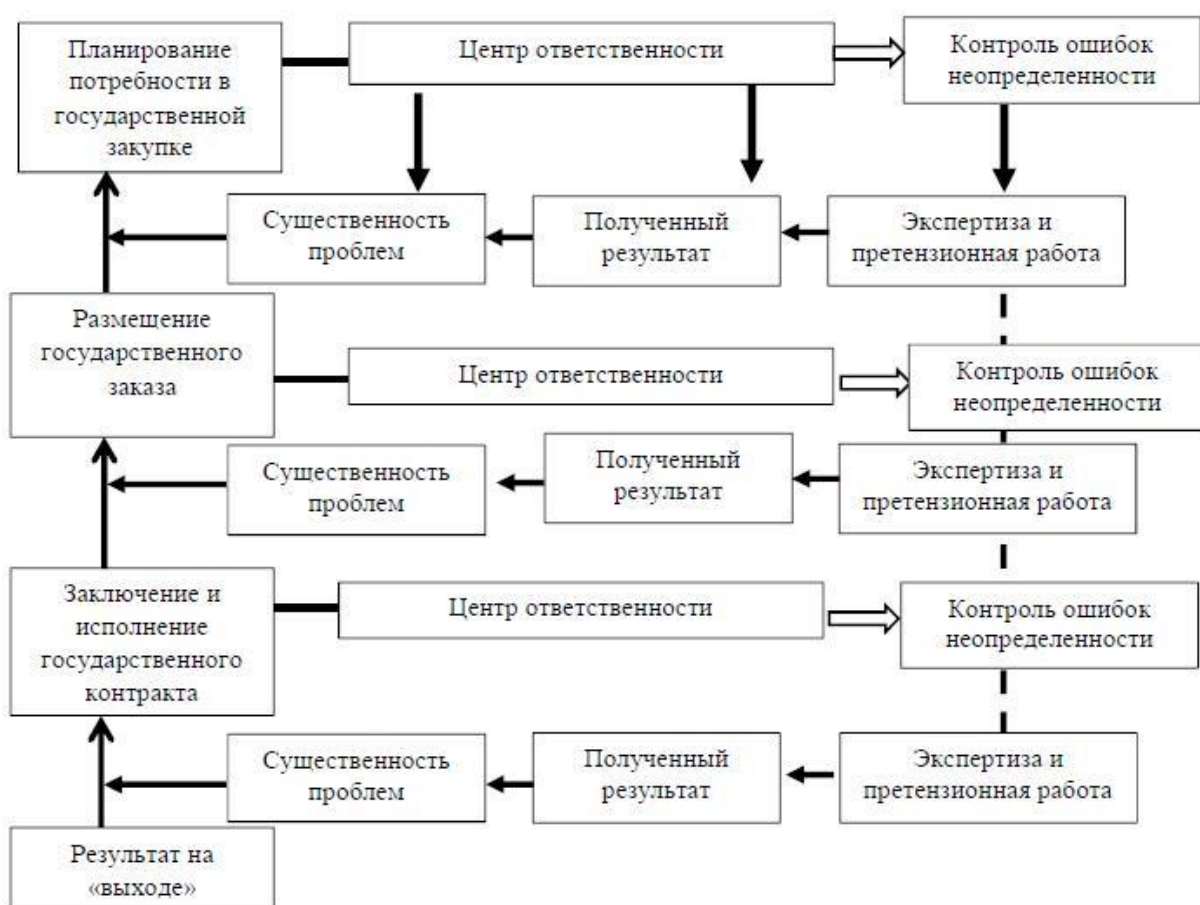 Планирование
потребности в
государственной
закупке
Центр ответственности
Контроль ошибок
неопределенности
Существенность
проблем
Полученный
результат
Экспертиза и
претензионная работа
Размещение
государственного
заказа
Центр ответственности
Контроль ошибок
неопределенности
Существенность
проблем
Полученный
результат
Экспертиза и
претензионная работа
Заключение и
исполнение
государственного
контракта
Центр ответственности
Контроль ошибок
неопределенности
Существенность
проблем
Полученный
результат
Экспертиза и
претензионная работа
Результат на
«выходе»